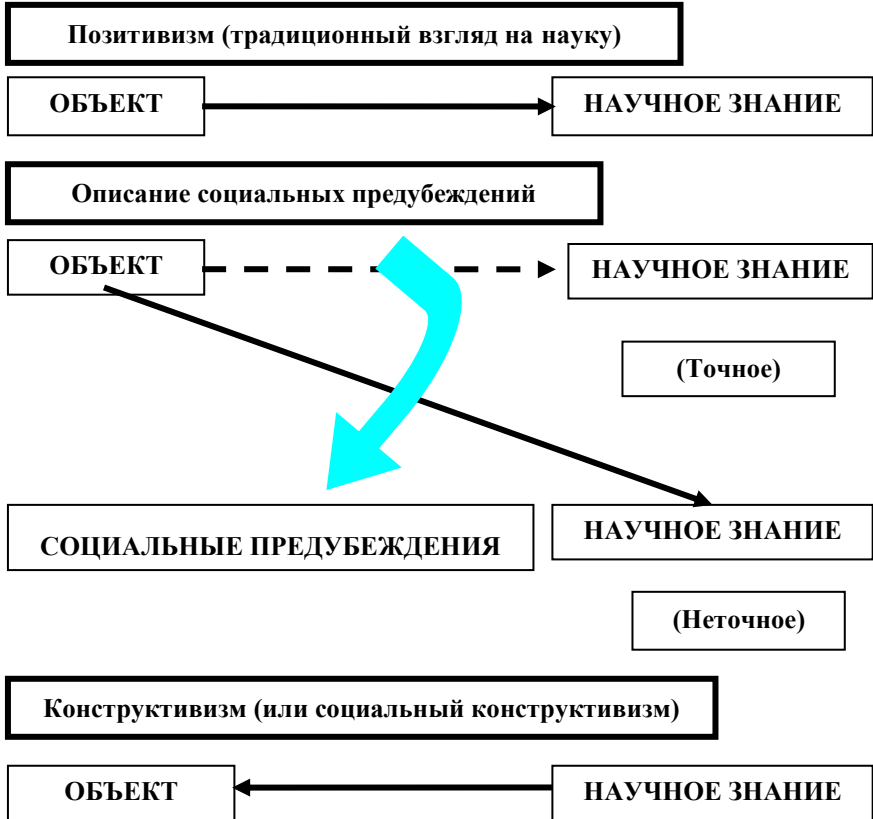 Позитивизм (традиционный взгляд на науку)
ОБЪЕКТ
НАУЧНОЕ ЗНАНИЕ
Описание социальных предубеждений
ОБЪЕКТ
НАУЧНОЕ ЗНАНИЕ
(Точное)
СОЦИАЛЬНЫЕ ПРЕДУБЕЖДЕНИЯ
НАУЧНОЕ ЗНАНИЕ
(Неточное)
Конструктивизм (или социальный конструктивизм)
ОБЪЕКТ
НАУЧНОЕ ЗНАНИЕ